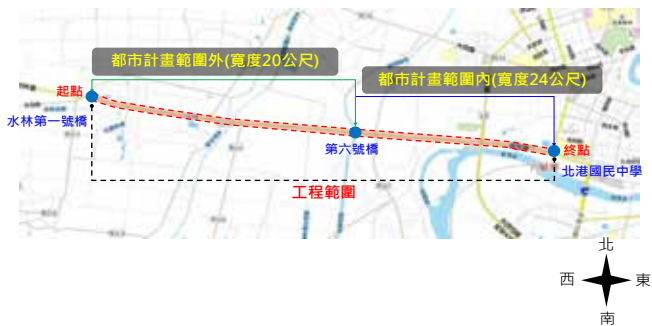 都市計畫範圍外(寬度20公尺)
都市計畫範圍內(寬度24公尺)
起點
水林第一號橋
第六號橋
終點
北港國民中學
工程範圍
北
西
東
南